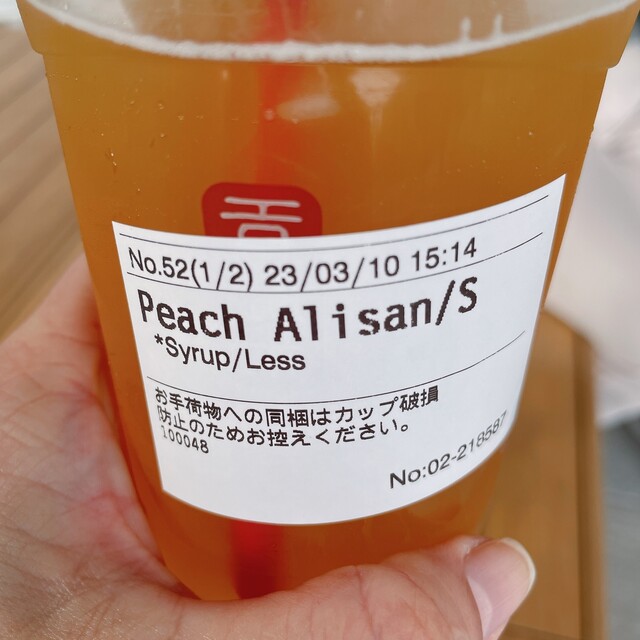 No.52(1/2) 23/03/10 15:14
Peach Alisan/S
*Syrup/Less
お手荷物への同梱はカップ破損
防止のためお控えください。
100048
No:02-218587